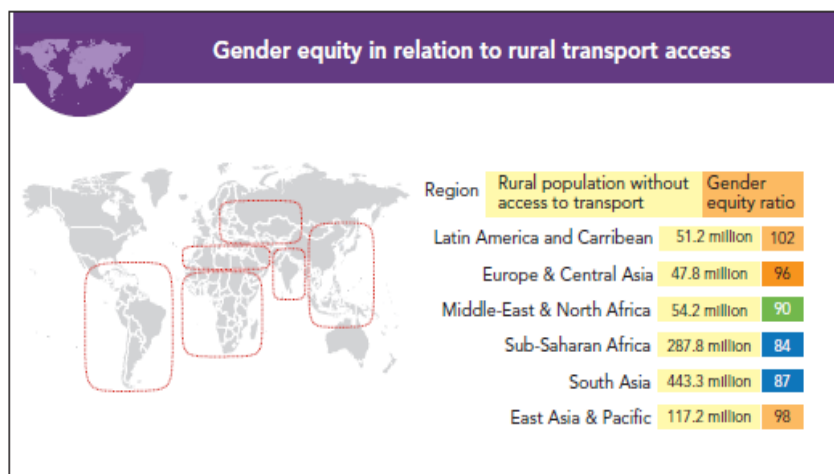 Gender equity in relation to rural transport access
Region
Rural population without
access to transport
Gender
equity ratio
Latin America and Carribean 51.2 million 102
Europe & Central Asia 47.8 million 96
Middle-East & North Africa 54.2 million 90
Sub-Saharan Africa 287.8 million 84
South Asia 443.3 million 87
East Asia & Pacific 117.2 million 98